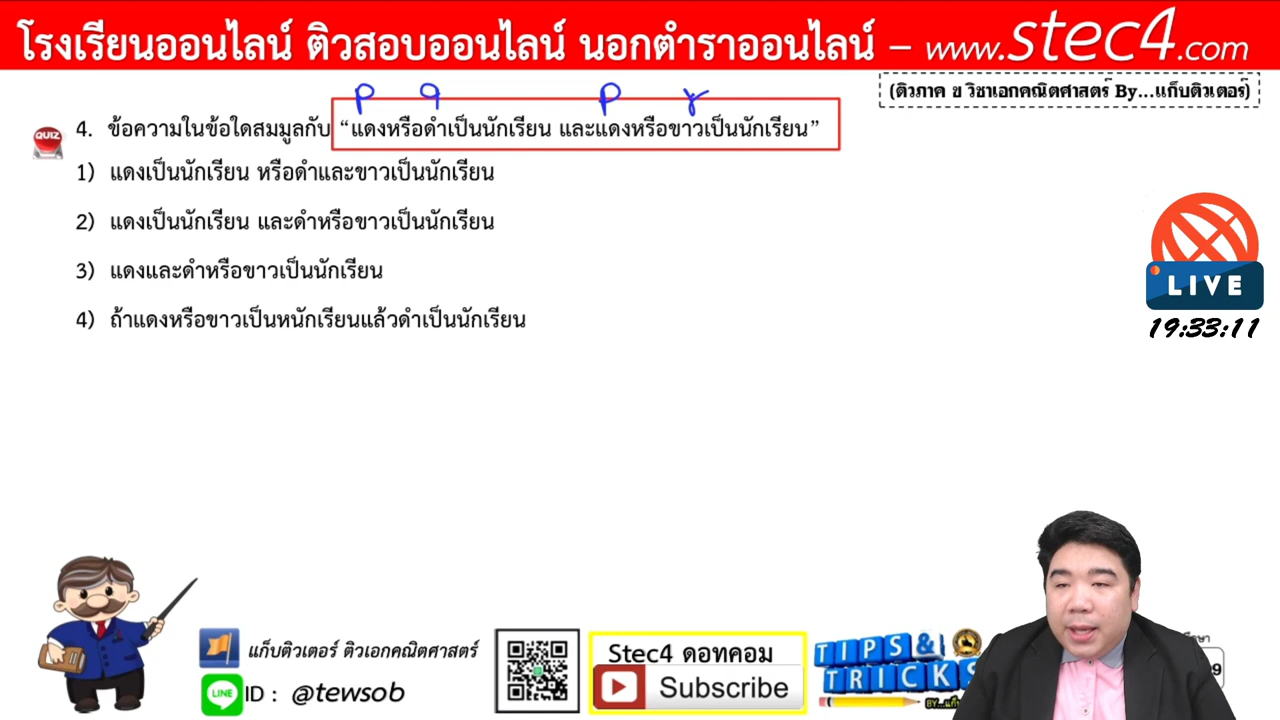 โรงเรียนออนไลน์ ติวสอบออนไลน์ นอกตำราออนไลน์ – www.stec4.com
(ติวภาค ข วิชาเอกคณิตศาสตร์ By...แก็บติวเตอร์)
p q p r
QUIZ
4. ข้อความในข้อใดสมมูลกับ “แดงหรือดำเป็นนักเรียน และแดงหรือขาวเป็นนักเรียน”
1) แดงเป็นนักเรียน หรือดำและขาวเป็นนักเรียน
2) แดงเป็นนักเรียน และดำหรือขาวเป็นนักเรียน
3) แดงและดำหรือขาวเป็นนักเรียน
4) ถ้าแดงหรือขาวเป็นหนักเรียนแล้วดำเป็นนักเรียน
LIVE
19:33:11
แก็บติวเตอร์ ติวเอกคณิตศาสตร์
LINE ID : @tewsob
Stec4 ดอทคอม
Subscribe
TIPS &
TRICKS
9